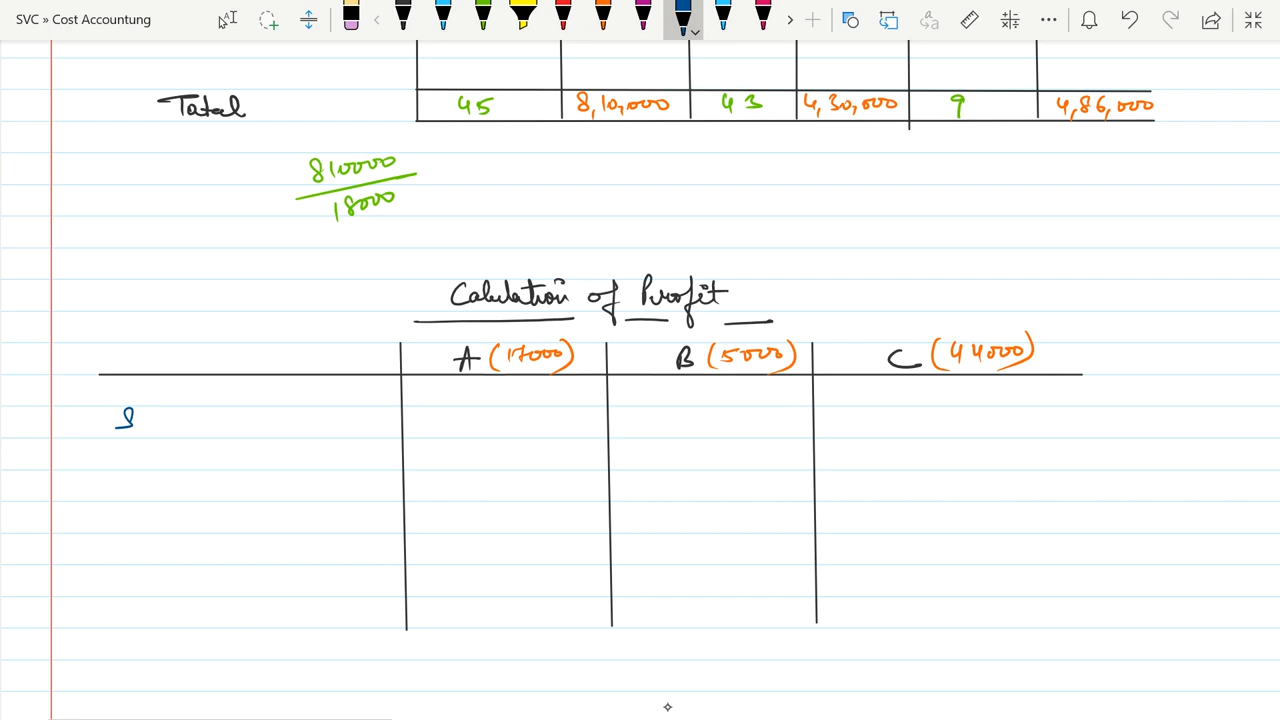 SVC » Cost Accountung
Total 45 8,10,000 43 4,30,000 9 4,86,000
810000
18000
Calculation of Profit
A (17000) B (5000) C (44000)
S